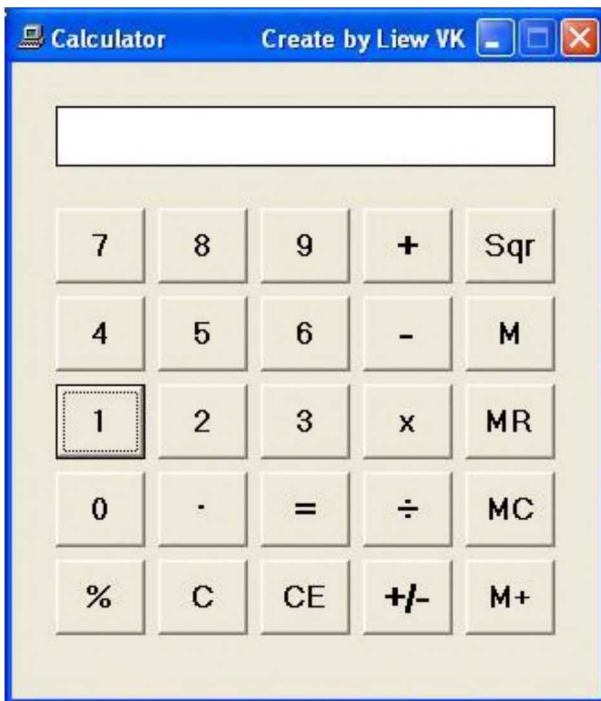 Calculator Create by Liew VK
7 8 9 + Sqr
4 5 6 - M
1 2 3 x MR
0 . = ÷ MC
% C CE +/- M+